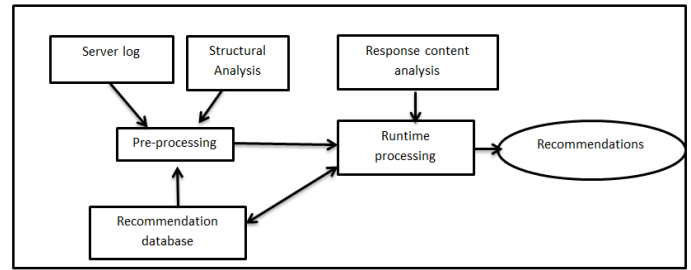 Server log
Structural
Analysis
Response content
analysis
Pre-processing
Runtime
processing
Recommendations
Recommendation
database